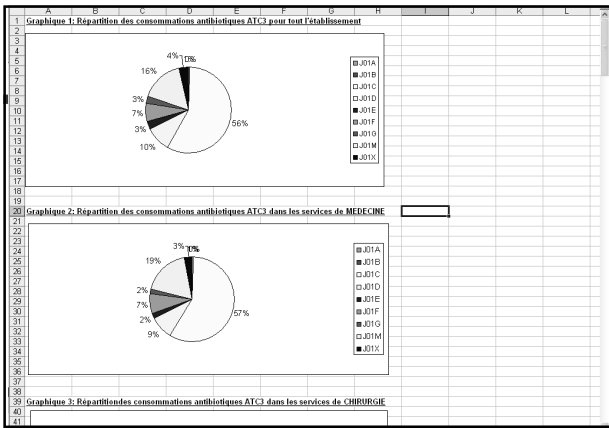 A B C D E F G H I J K L
1 Graphique 1: Répartition des consommations antibiotiques ATC3 pour tout l'établissement
2
3
4
5
6
7
8
9
10
11
12
13
14
15
16
17
18
19
4%
16%
3%
7%
3%
10%
56%
J01A
J01B
J01C
J01D
J01E
J01F
J01G
J01M
J01X
20 Graphique 2: Répartition des consommations antibiotiques ATC3 dans les services de MEDECINE
21
22
23
24
25
26
27
28
29
30
31
32
33
34
35
36
37
38
3%
19%
2%
7%
2%
9%
57%
J01A
J01B
J01C
J01D
J01E
J01F
J01G
J01M
J01X
39 Graphique 3: Répartitiondes consommations antibiotiques ATC3 dans les services de CHIRURGIE
40
41